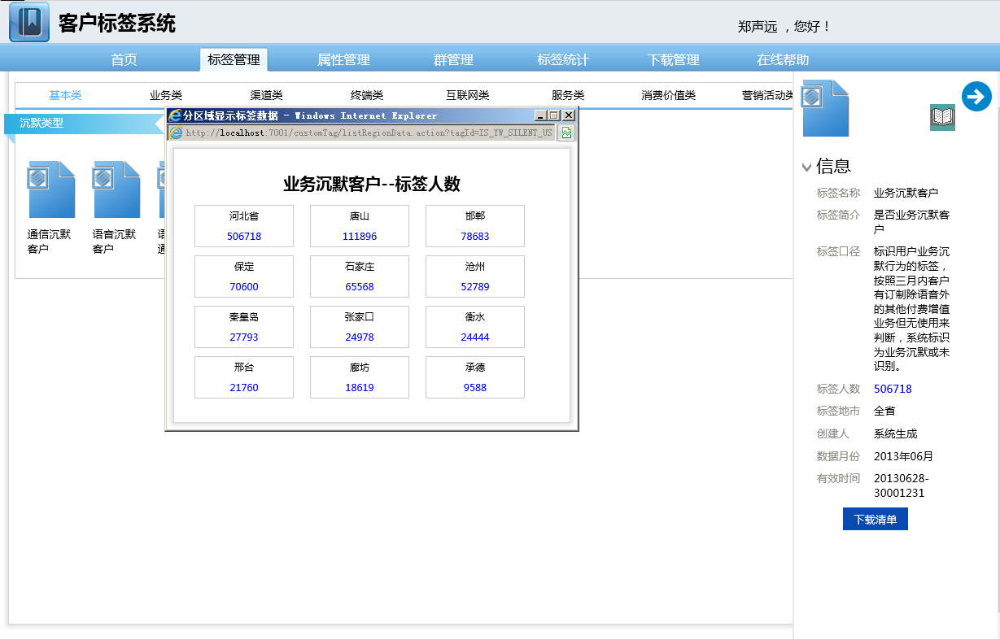 客户标签系统
郑声远 ，您好！
首页 标签管理 属性管理 群管理 标签统计 下载管理 在线帮助
基本类 业务类 渠道类 终端类 互联网类 服务类 消费价值类 营销活动类
沉默类型
通信沉默
客户
语音沉默
客户
分区域显示标签数据 - Windows Internet Explorer
http://localhost:7001/customTag/listRegionData.action?tagId=IS_YW_SILENT_US
业务沉默客户--标签人数
河北省 唐山 邯郸
506718 111896 78683
保定 石家庄 沧州
70600 65568 52789
秦皇岛 张家口 衡水
27793 24978 24444
邢台 廊坊 承德
21760 18619 9588
信息
标签名称 业务沉默客户
标签简介 是否业务沉默客
户
标签口径 标识用户业务沉
默行为的标签，
按照三月内客户
有订制除语音外
的其他付费增值
业务但无使用来
判断，系统标识
为业务沉默或未
识别。
标签人数 506718
标签地市 全省
创建人 系统生成
数据月份 2013年06月
有效时间 20130628-
30001231
下载清单